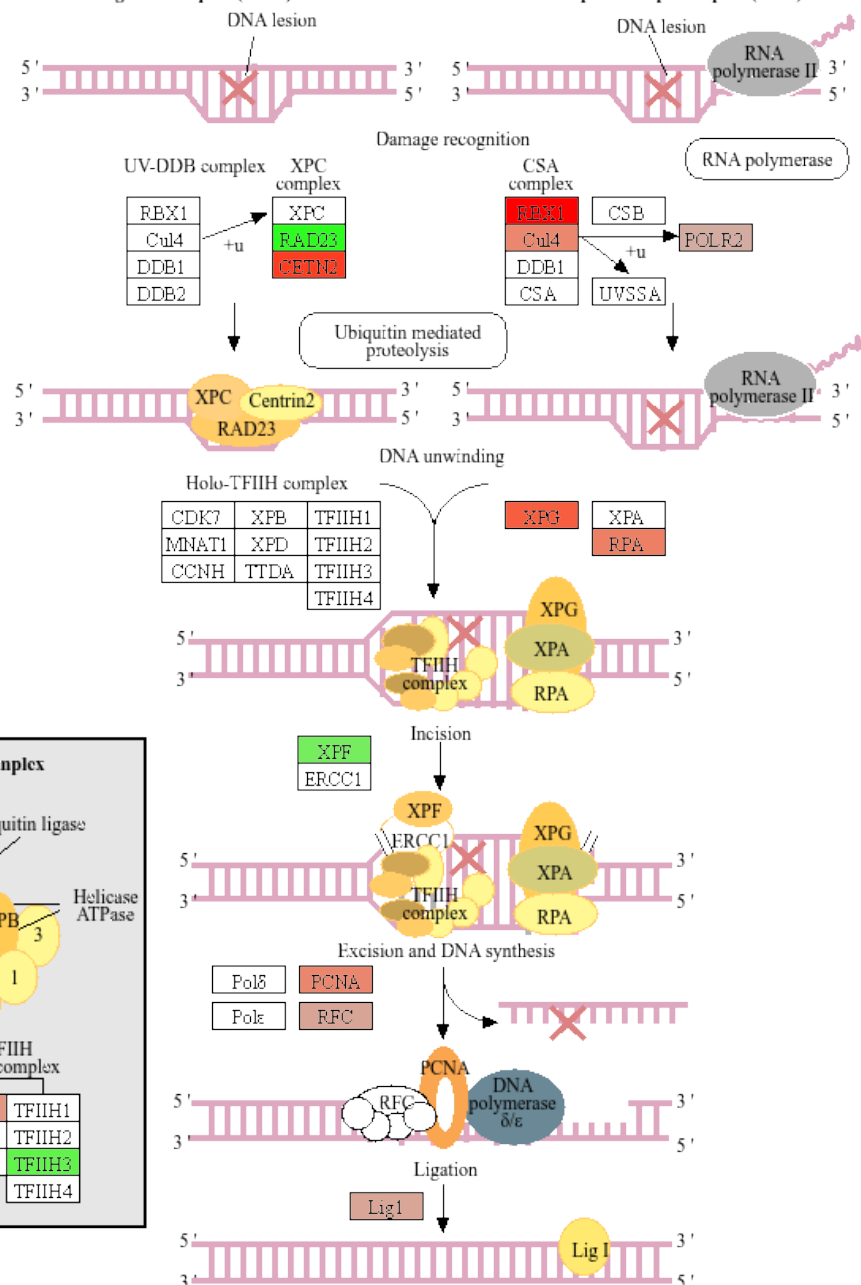 DNA lesion
DNA lesion
RNA
polymerase II
5 '
3 '
5 '
3 '
3 '
5 '
3 '
5 '
Damage recognition
RNA polymerase
UV-DDB complex
XPC
complex
CSA
complex
RBX1
XPC
RBX1
CSB
Cul4
+u
RAD23
Cul4
+u
POLR2
DDB1
CETN2
DDB1
DDB2
CSA
UVSSA
Ubiquitin mediated
proteolysis
RNA
polymerase II
5 '
XPC
Centrin2
3 '
5 '
3 '
3 '
RAD23
5 '
3 '
5 '
DNA unwinding
Holo-TFIIH complex
CDK7
XPB
TFIIH1
XPG
XPA
MNAT1
XPD
TFIIH2
RPA
CCNH
TTDA
TFIIH3
TFIIH4
XPG
5 '
XPA
3 '
TFIIH
complex
3 '
RPA
5 '
Incision
XPF
ERCC1
XPF
ERCC1
XPG
5 '
XPA
3 '
TFIIH
complex
3 '
RPA
5 '
quitin ligase
Helicase
ATPase
PB
3
1
Excision and DNA synthesis
Polδ
PCNA
Polε
RFC
PCNA
RFC
DNA
polymerase
δ/ε
5 '
3 '
3 '
5 '
FIIH
complex
TFIIH1
TFIIH2
TFIIH3
TFIIH4
Ligation
Lig1
5 '
Lig I
3 '
3 '
5 '